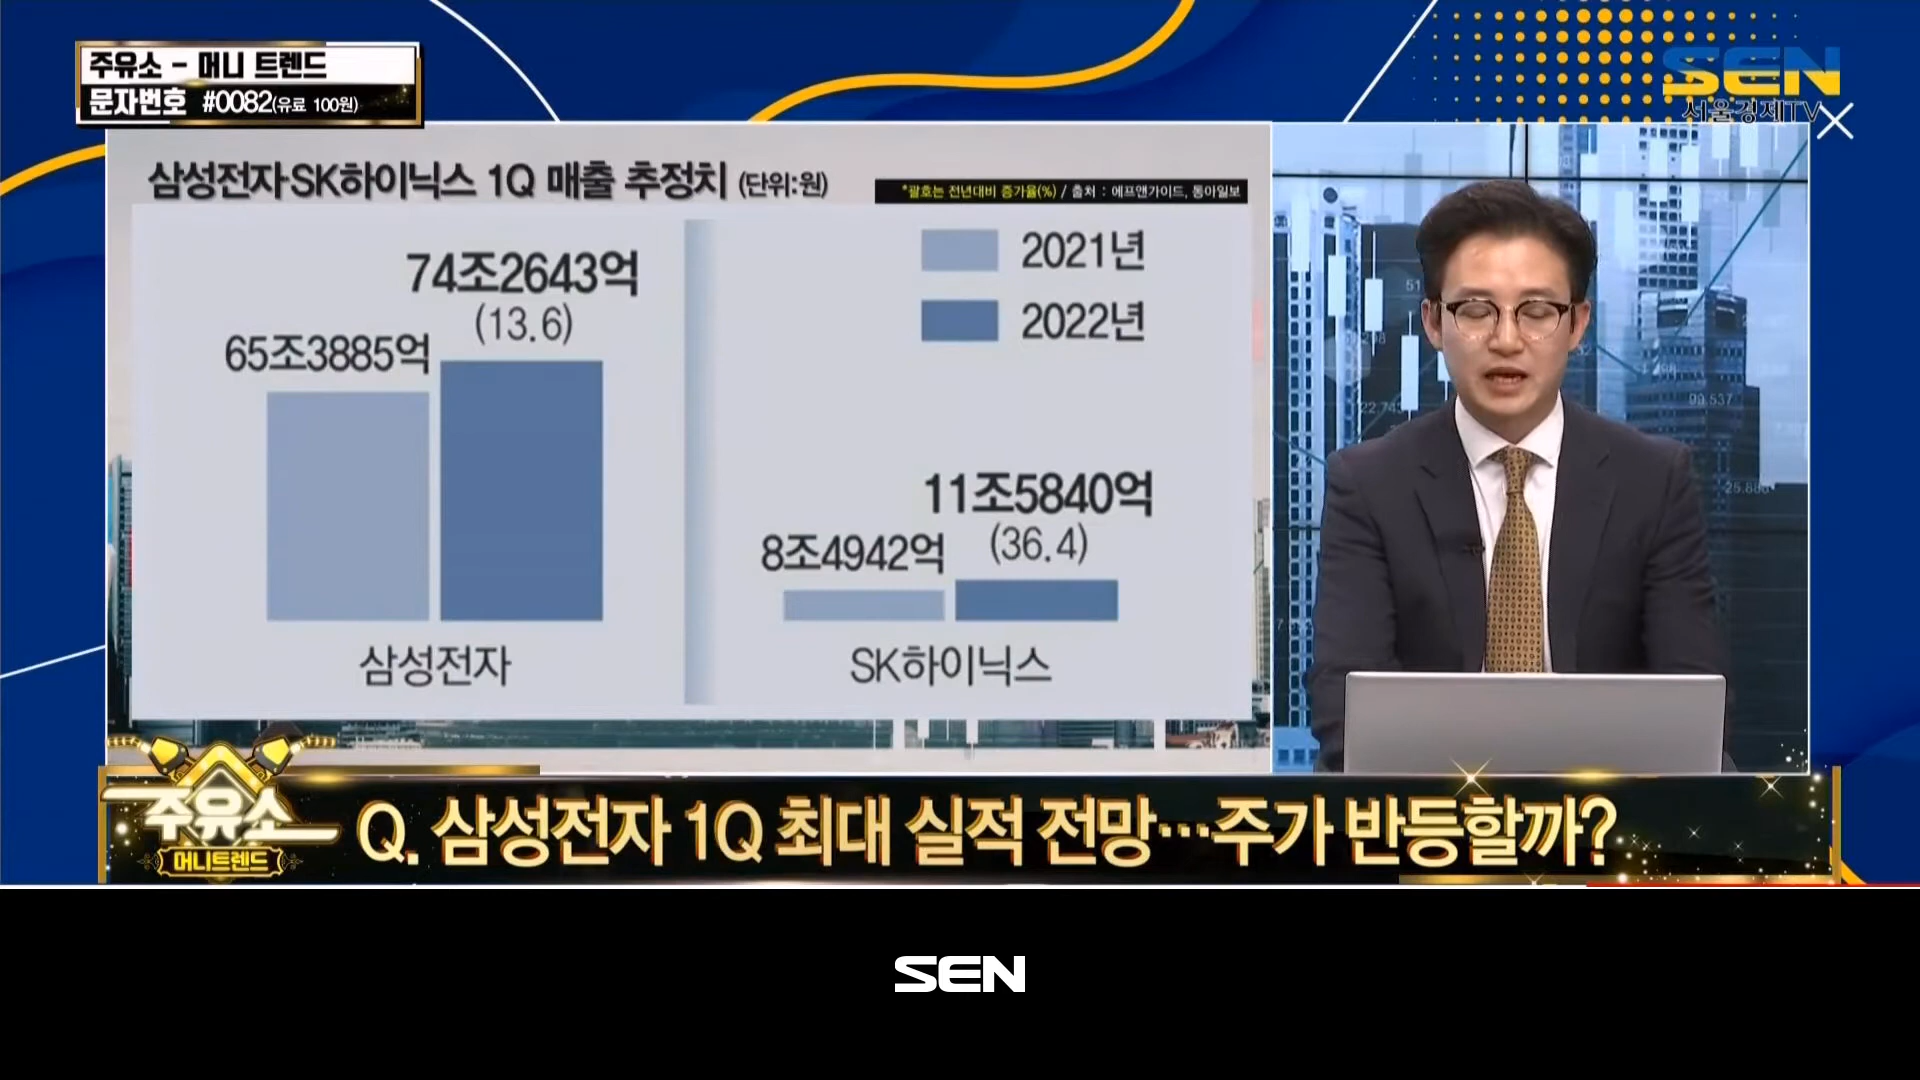 주유소 - 머니 트렌드
문자번호 #0082(유료 100원)
SEN
서울경제TV
삼성전자·SK하이닉스 1Q 매출 추정치 (단위:원)
*괄호는 전년대비 증가율(%) / 출처 : 에프앤가이드, 동아일보
2021년
2022년
74조2643억
(13.6)
65조3885억
11조5840억
(36.4)
8조4942억
삼성전자
SK하이닉스
22.743
99.537
주유소
머니트렌드
Q. 삼성전자 1Q 최대 실적 전망…주가 반등할까?
SEN